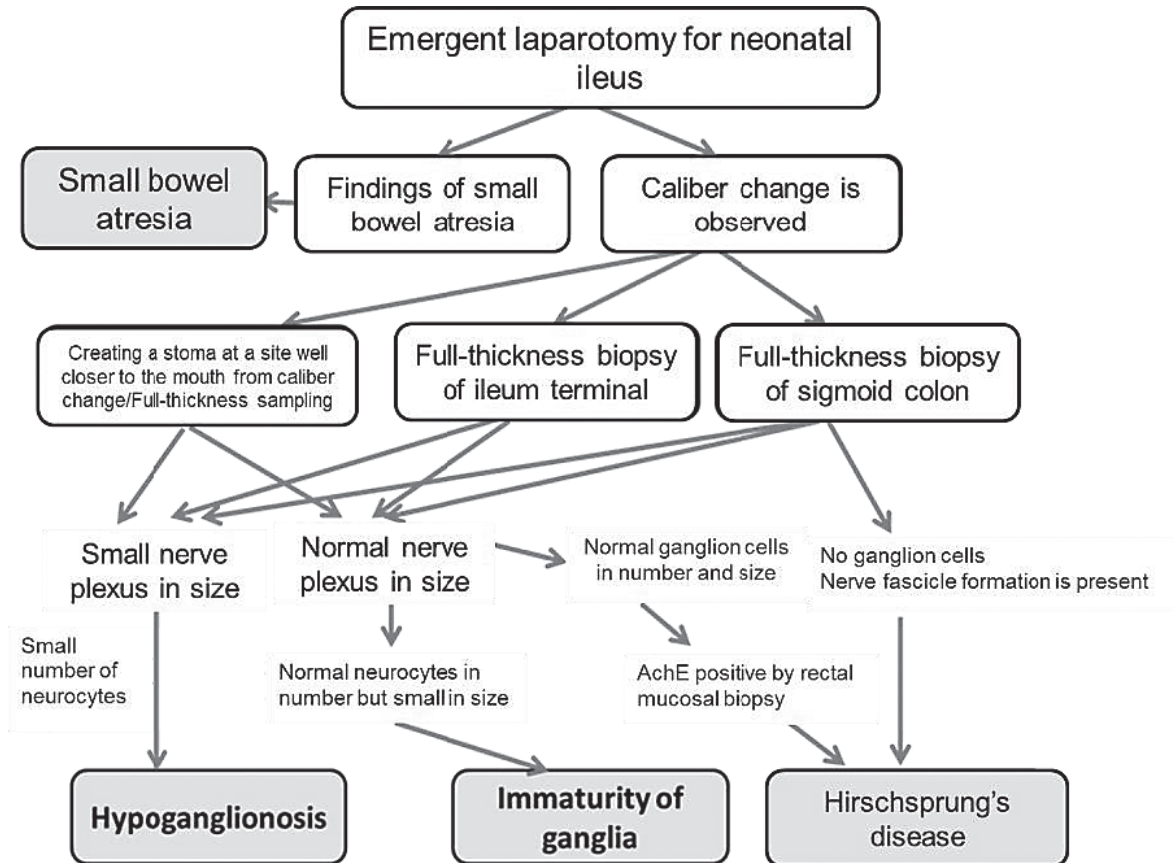 Emergent laparotomy for neonatal
ileus
Small bowel
atresia
Findings of small
bowel atresia
Caliber change is
observed
Creating a stoma at a site well
closer to the mouth from caliber
change/Full-thickness sampling
Full-thickness biopsy
of ileum terminal
Full-thickness biopsy
of sigmoid colon
Small nerve
plexus in size
Normal nerve
plexus in size
Normal ganglion cells
in number and size
No ganglion cells
Nerve fascicle formation is present
Small
number of
neurocytes
Normal neurocytes in
number but small in size
AchE positive by rectal
mucosal biopsy
Hypoganglionosis
Immaturity of
ganglia
Hirschsprung's
disease